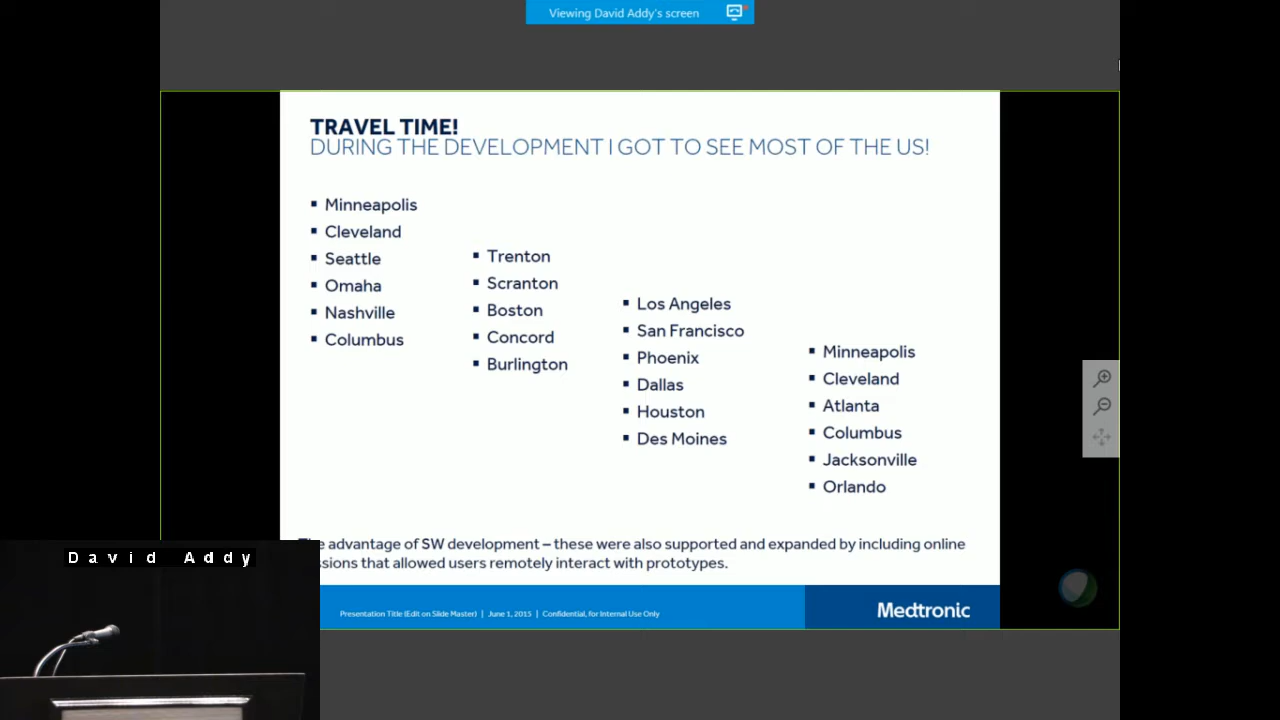 Viewing David Addy's screen
TRAVEL TIME!
DURING THE DEVELOPMENT I GOT TO SEE MOST OF THE US!
▪ Minneapolis
▪ Cleveland
▪ Seattle
▪ Omaha
▪ Nashville
▪ Columbus
▪ Trenton
▪ Scranton
▪ Boston
▪ Concord
▪ Burlington
▪ Los Angeles
▪ San Francisco
▪ Phoenix
▪ Dallas
▪ Houston
▪ Des Moines
▪ Minneapolis
▪ Cleveland
▪ Atlanta
▪ Columbus
▪ Jacksonville
▪ Orlando
advantage of SW development – these were also supported and expanded by including online
that allowed users remotely interact with prototypes.
David Addy
Presentation Title (Edit on Slide Master) | June 1, 2015 | Confidential, for Internal Use Only
Medtronic